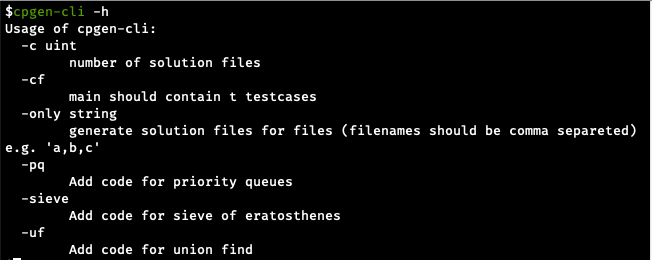 $cpgen-cli -h
Usage of cpgen-cli:
  -c uint
        number of solution files
  -cf
        main should contain t testcases
  -only string
        generate solution files for files (filenames should be comma separeted)
e.g. 'a,b,c'
  -pq
        Add code for priority queues
  -sieve
        Add code for sieve of eratosthenes
  -uf
        Add code for union find